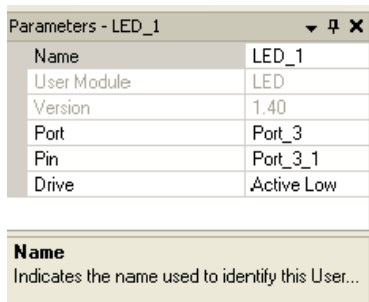 Parameters - LED_1
Name LED_1
User Module LED
Version 1.40
Port Port_3
Pin Port_3_1
Drive Active Low
Name
Indicates the name used to identify this User...